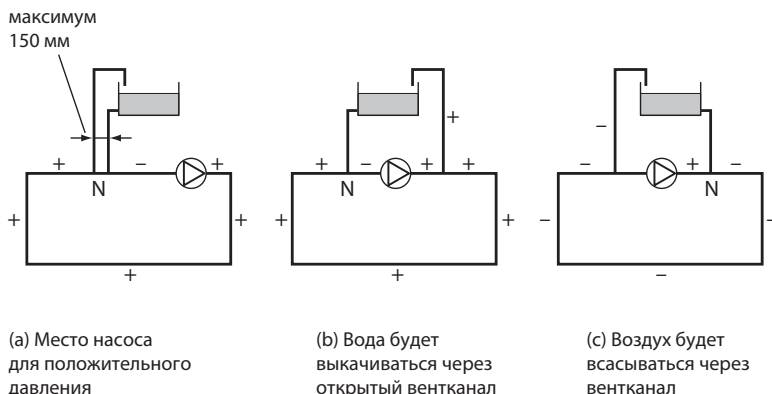 максимум
150 мм
+ – +
N
+ +
+
+
+ – + +
N
+ +
+
–
– + –
N
– –
–
(a) Место насоса
для положительного
давления
(b) Вода будет
выкачиваться через
открытый вентканал
(c) Воздух будет
всасываться через
вентканал